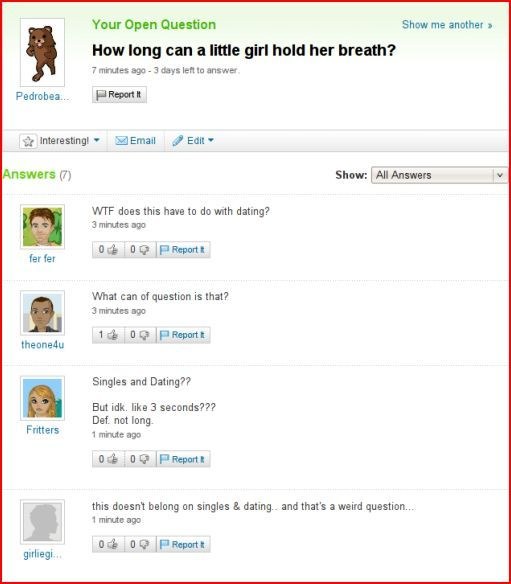 Your Open Question
Show me another »
How long can a little girl hold her breath?
7 minutes ago - 3 days left to answer.
Report It
Pedrobea...
Interesting!
Email
Edit
Answers (7)
Show: All Answers
WTF does this have to do with dating?
3 minutes ago
0 0 Report It
fer fer
What can of question is that?
3 minutes ago
1 0 Report It
theone4u
Singles and Dating??
But idk. like 3 seconds???
Def. not long.
1 minute ago
Fritters
0 0 Report It
this doesn't belong on singles & dating.. and that's a weird question...
1 minute ago
0 0 Report It
girliegi...